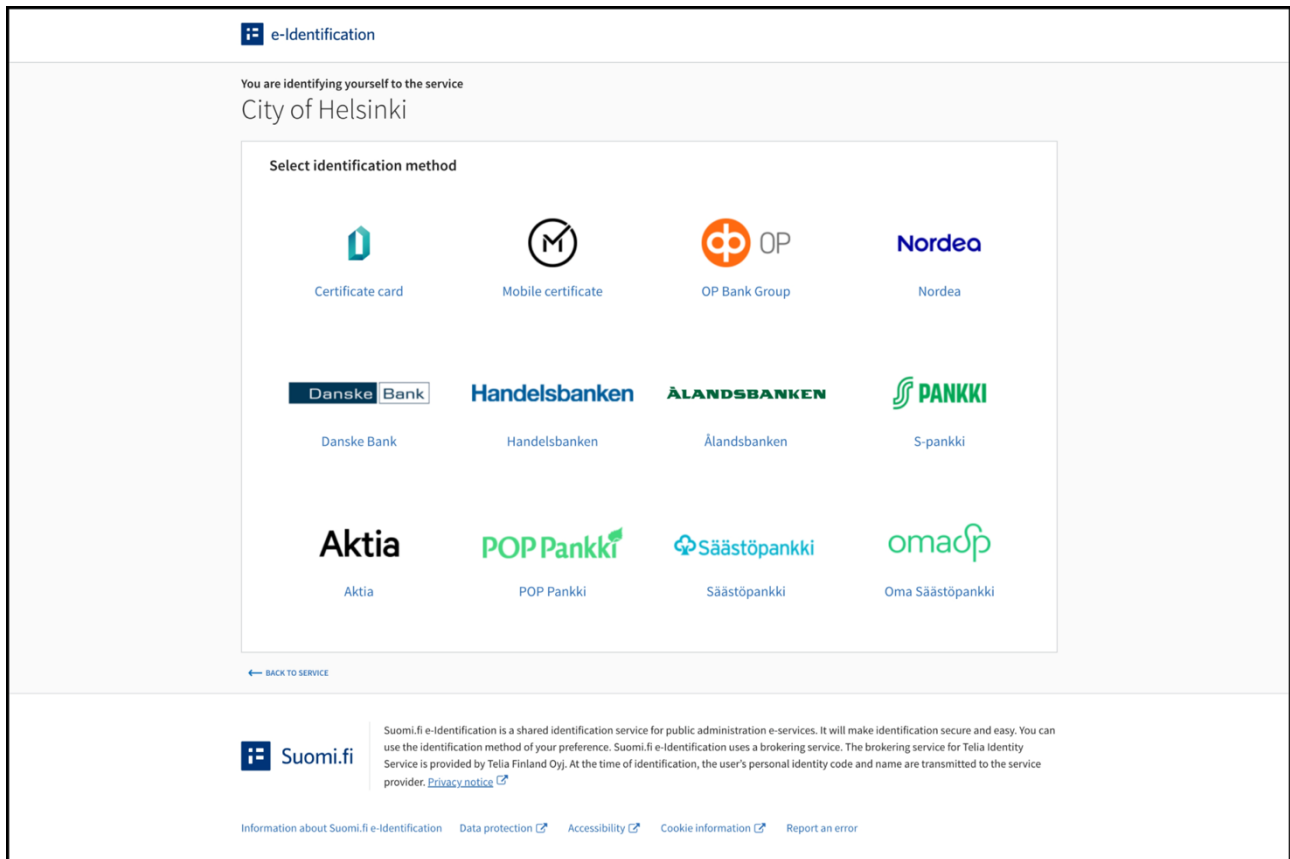 e-Identification
You are identifying yourself to the service
City of Helsinki
Select identification method
M
OP
Nordea
Certificate card
Mobile certificate
OP Bank Group
Nordea
Danske Bank
Handelsbanken
ÅLANDSBANKEN
S PANKKI
Danske Bank
Handelsbanken
Ålandsbanken
S-pankki
Aktia
POP Pankki
Säästöpankki
omasp
Aktia
POP Pankki
Säästöpankki
Oma Säästöpankki
← BACK TO SERVICE
Suomi.fi
Suomi.fi e-Identification is a shared identification service for public administration e-services. It will make identification secure and easy. You can
use the identification method of your preference. Suomi.fi e-Identification uses a brokering service. The brokering service for Telia Identity
Service is provided by Telia Finland Oyj. At the time of identification, the user's personal identity code and name are transmitted to the service
provider. Privacy notice
Information about Suomi.fi e-Identification Data protection Accessibility Cookie information Report an error